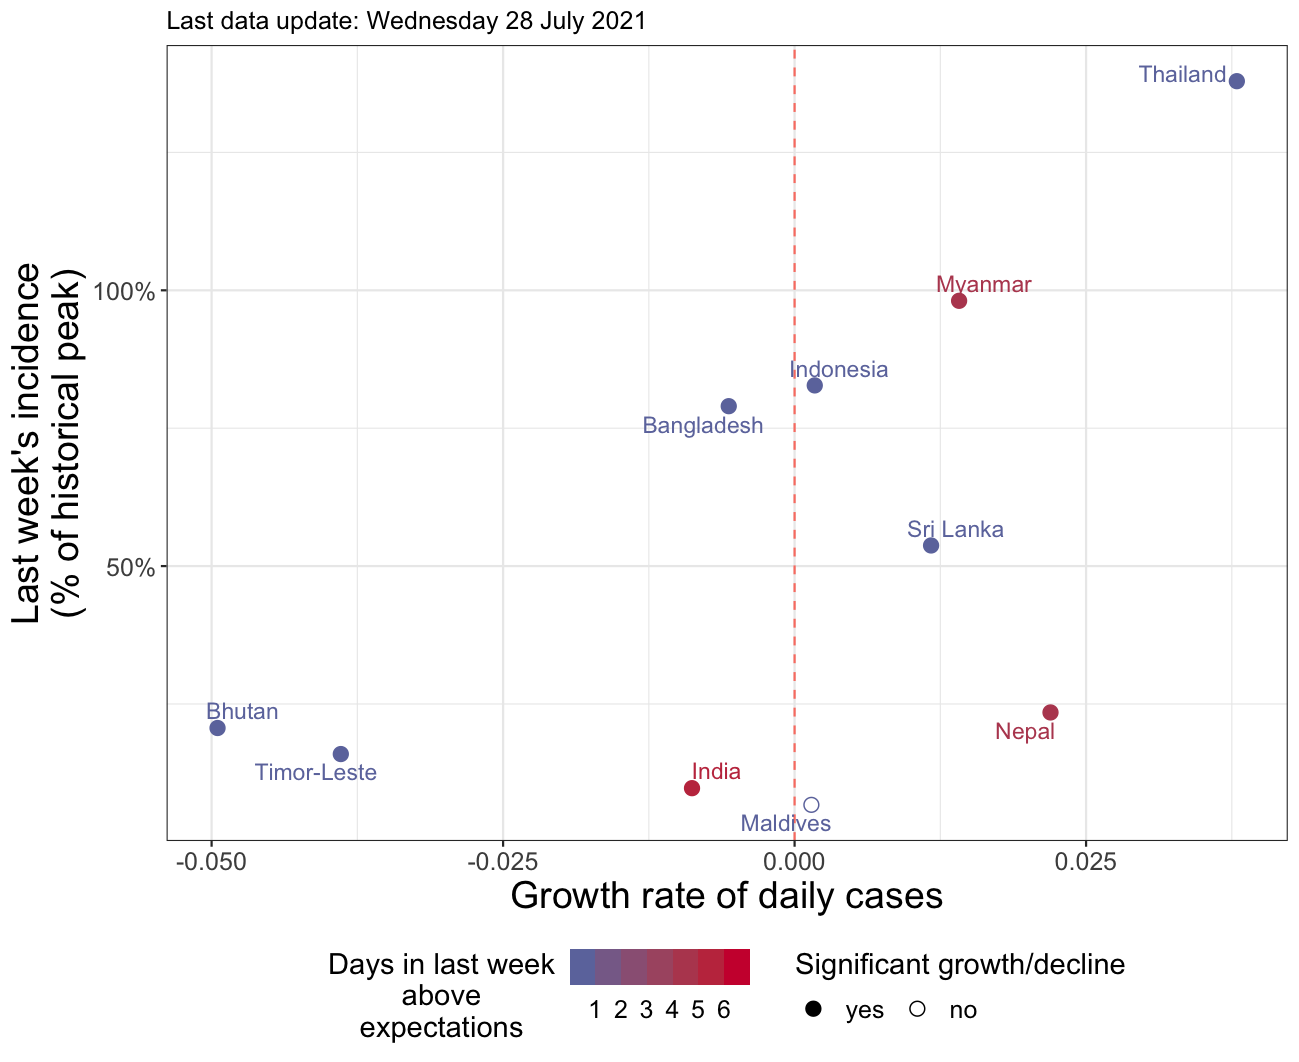 Last data update: Wednesday 28 July 2021
Thailand
Myanmar
Indonesia
Bangladesh
Sri Lanka
Bhutan
Timor-Leste
India
Nepal
Maldives
100%
50%
Last week's incidence
(% of historical peak)
-0.050 -0.025 0.000 0.025
Growth rate of daily cases
Days in last week
above
expectations
1 2 3 4 5 6
Significant growth/decline
yes no